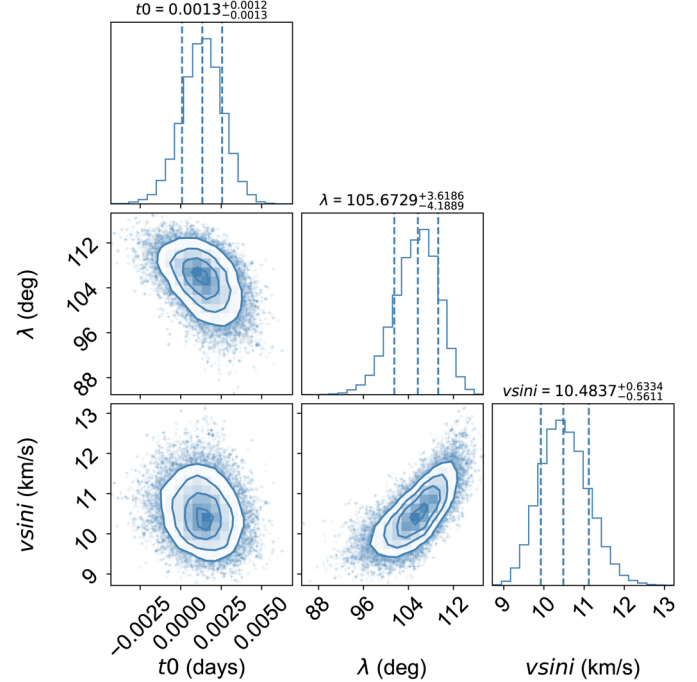 t0 = 0.0013+0.0012 −0.0013
λ = 105.6729+3.6186 −4.1889
112
104
96
88
λ (deg)
vsini = 10.4837+0.6334 −0.5611
13
12
11
10
9
vsini (km/s)
−0.0025 0.0000 0.0025 0.0050
88 96 104 112
9 10 11 12 13
t0 (days)
λ (deg)
vsini (km/s)